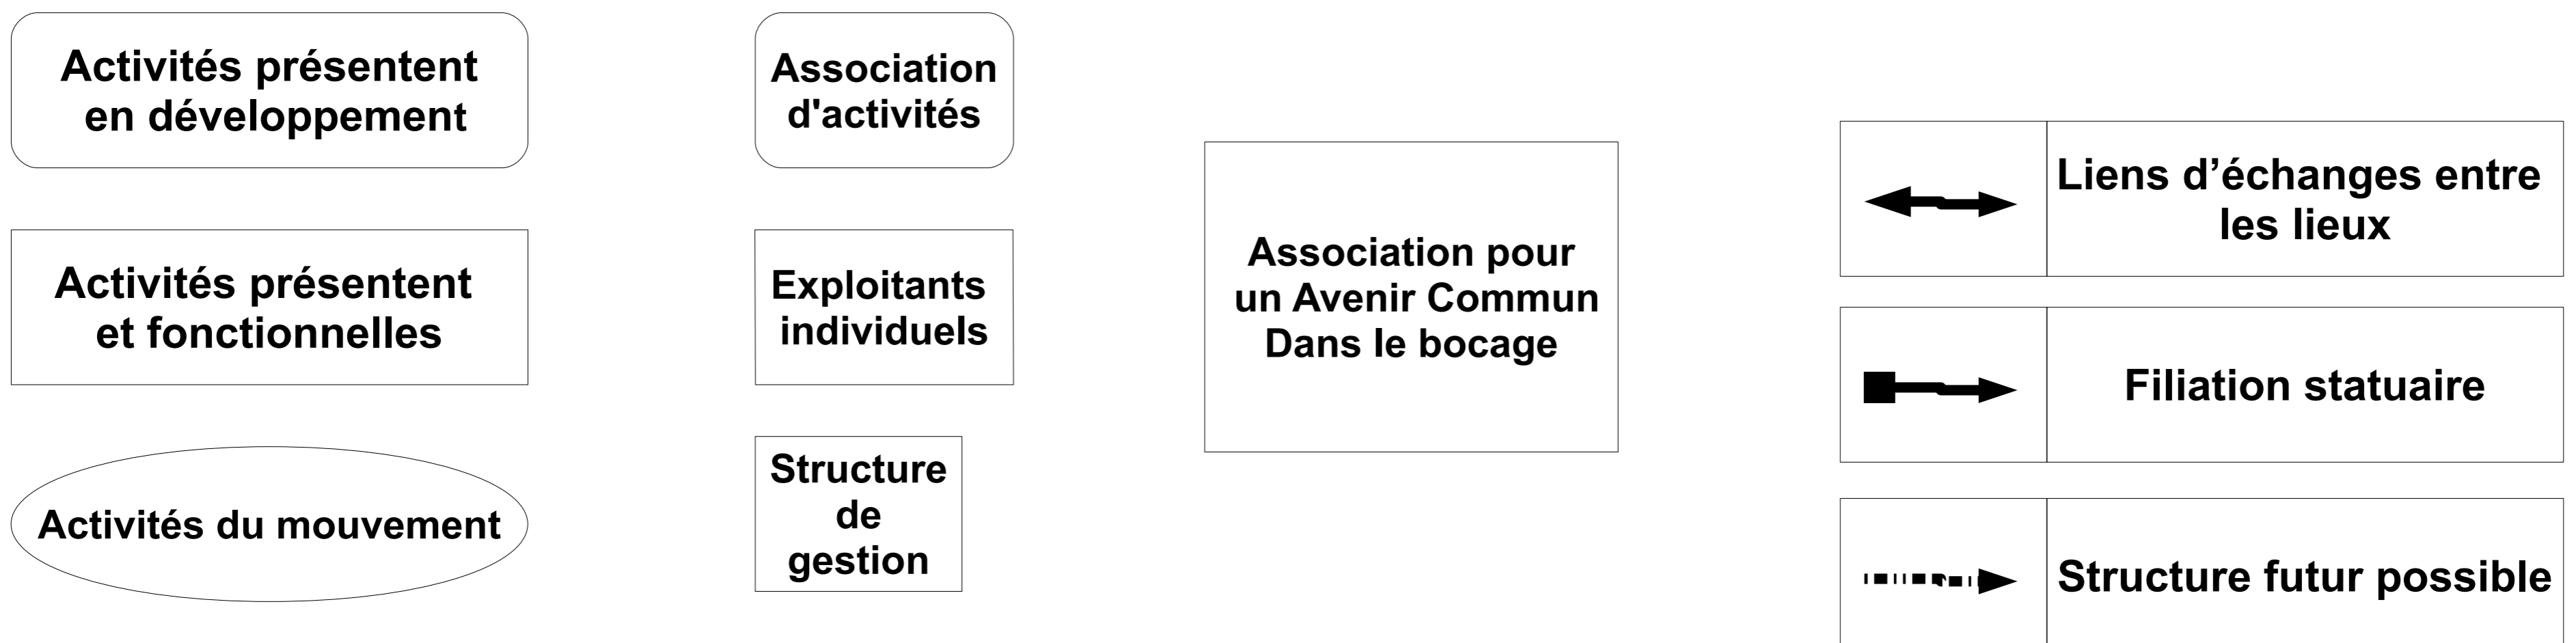 Activités présentent
en développement
Activités présentent
et fonctionnelles
Activités du mouvement
Association
d'activités
Exploitants
individuels
Structure
de
gestion
Association pour
un Avenir Commun
Dans le bocage
Liens d’échanges entre
les lieux
Filiation statuaire
Structure futur possible